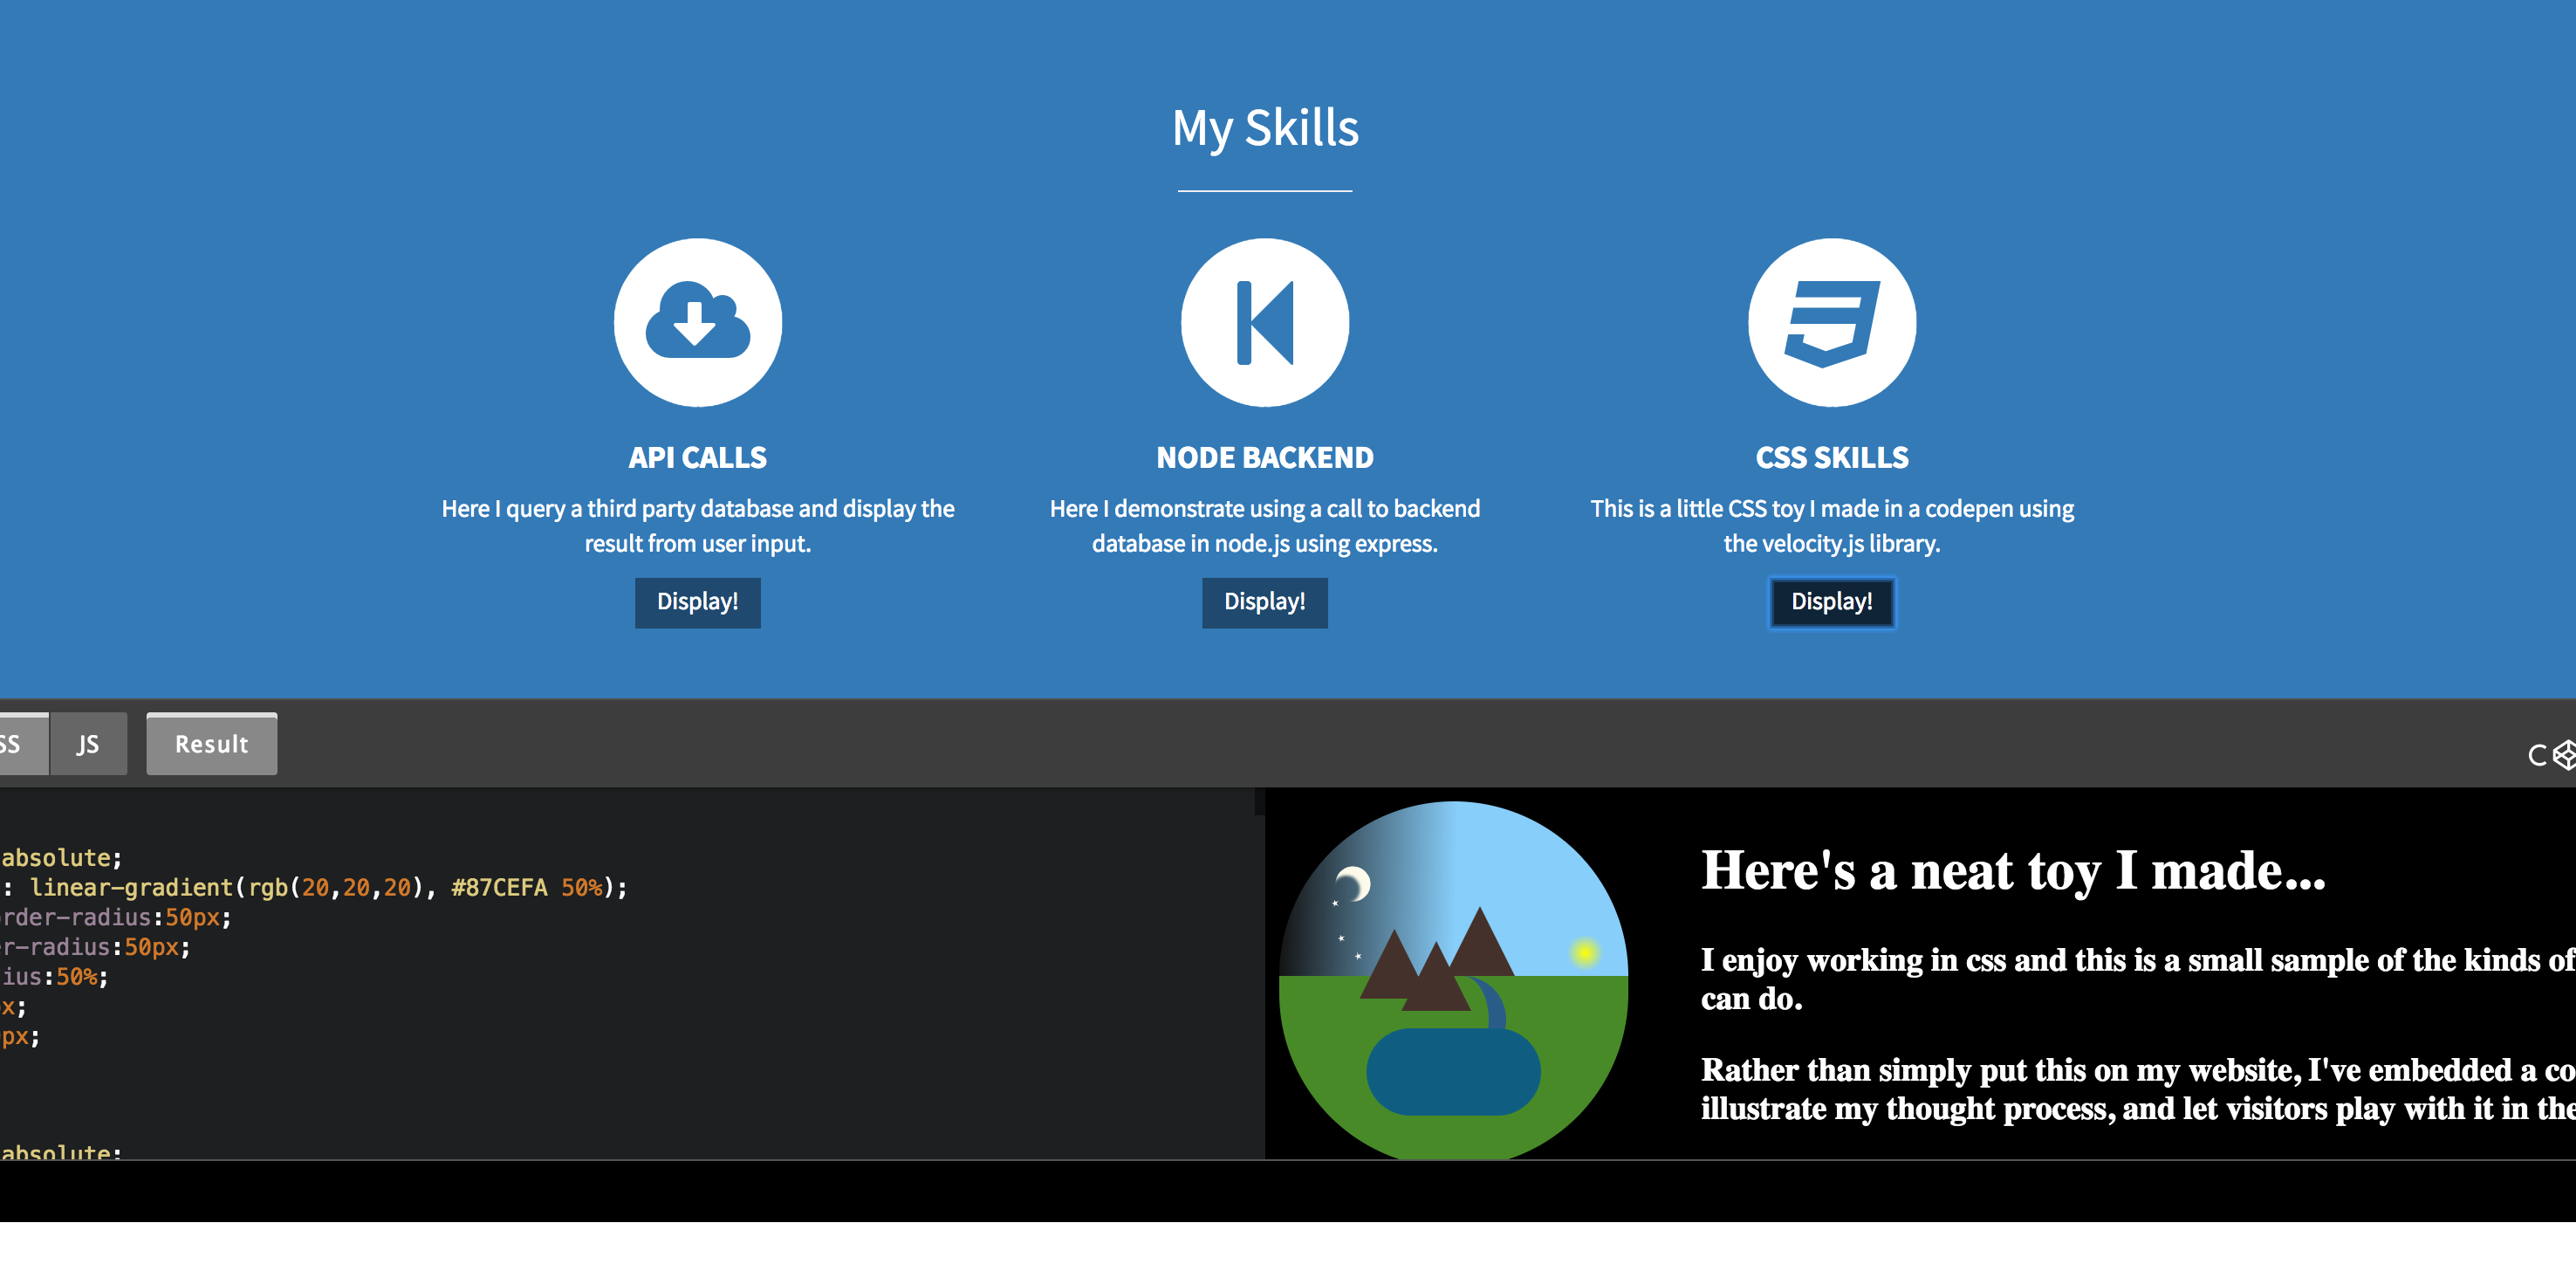 My Skills
API CALLS
Here I query a third party database and display the
result from user input.
Display!
NODE BACKEND
Here I demonstrate using a call to backend
database in node.js using express.
Display!
CSS SKILLS
This is a little CSS toy I made in a codepen using
the velocity.js library.
Display!
SS JS Result
C
absolute;
: linear-gradient(rgb(20,20,20), #87CEFA 50%);
rder-radius:50px;
r-radius:50px;
ius:50%;
x;
px;
absolute;
Here's a neat toy I made...
I enjoy working in css and this is a small sample of the kinds of
can do.
Rather than simply put this on my website, I've embedded a co
illustrate my thought process, and let visitors play with it in the